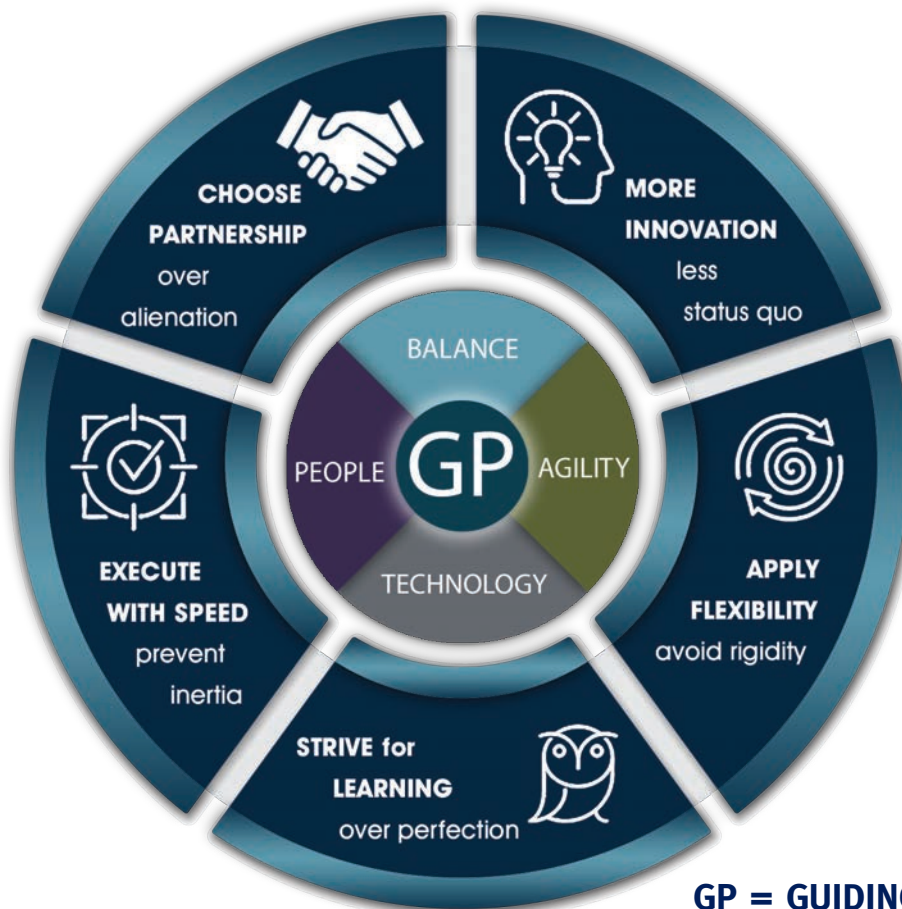 CHOOSE
PARTNERSHIP
over
alienation
MORE
INNOVATION
less
status quo
APPLY
FLEXIBILITY
avoid rigidity
STRIVE for
LEARNING
over perfection
EXECUTE
WITH SPEED
prevent
inertia
BALANCE
PEOPLE
GP
AGILITY
TECHNOLOGY
GP = GUIDING